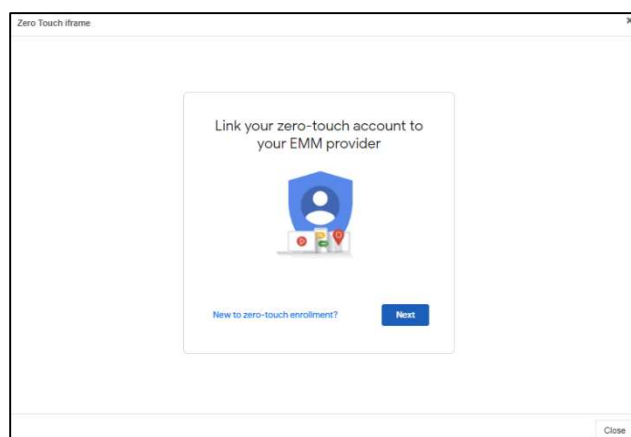 Zero Touch iframe
Link your zero-touch account to
your EMM provider
New to zero-touch enrollment?
Next
Close